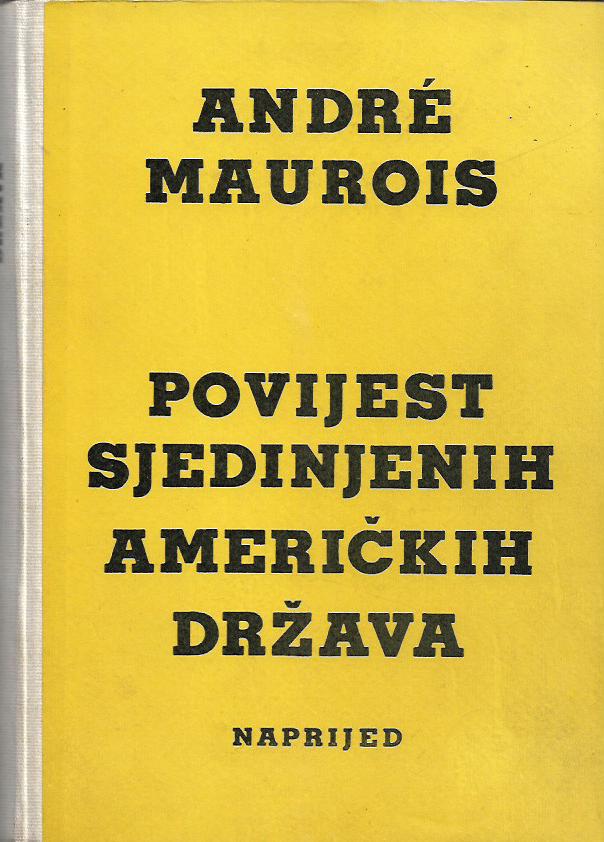 ANDRÉ
MAUROIS
POVIJEST
SJEDINJENIH
AMERIČKIH
DRŽAVA
NAPRIJED